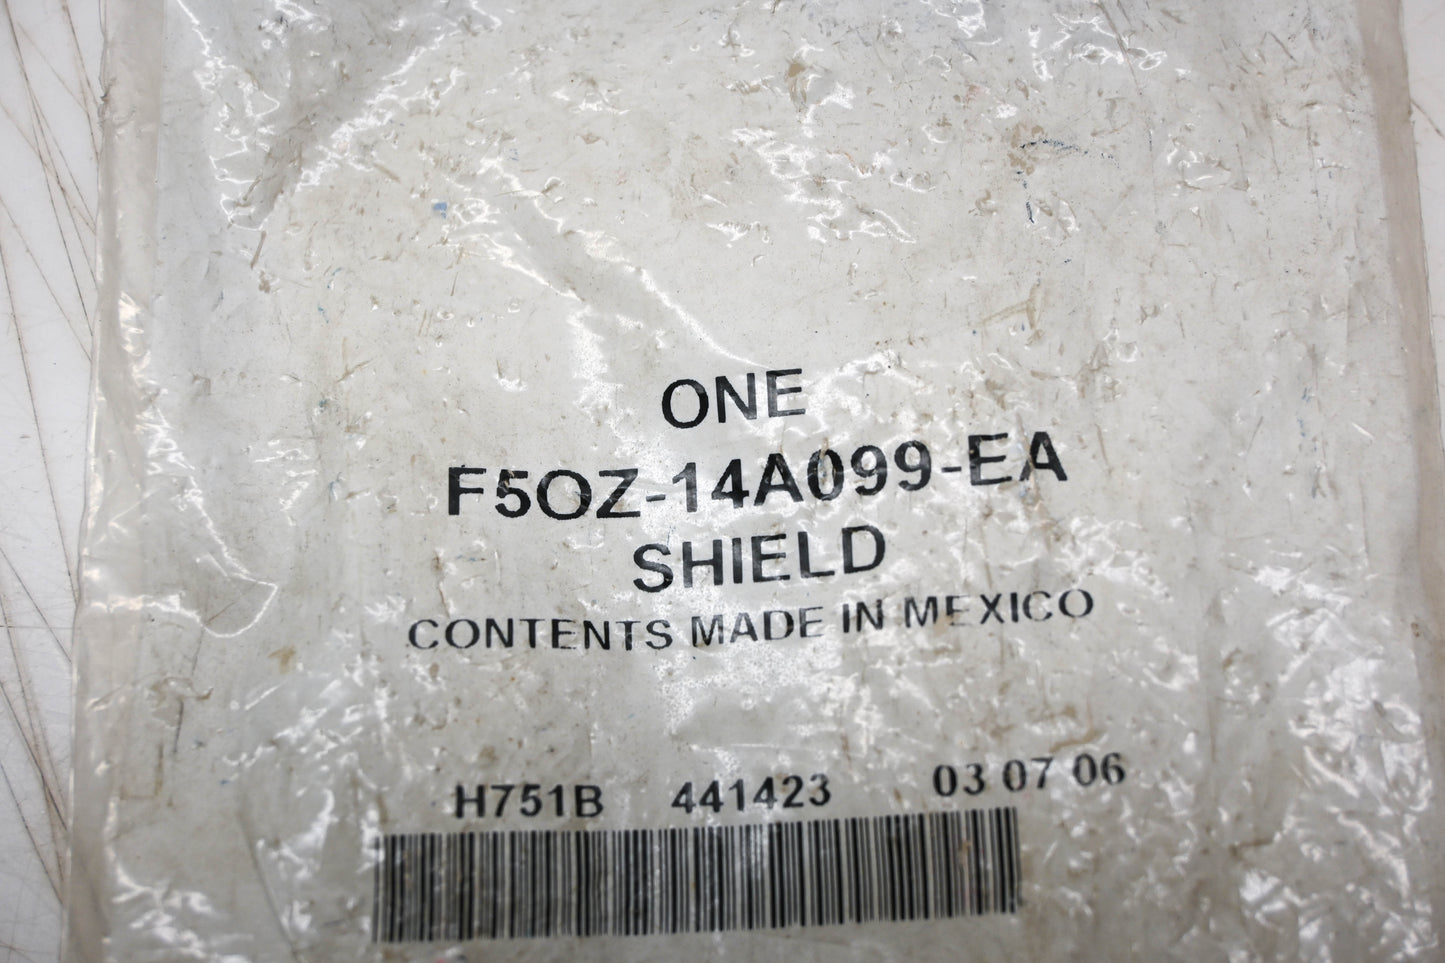 ONE
F5OZ-14A099-EA
SHIELD
CONTENTS MADE IN MEXICO
H751B 441423 03 07 06